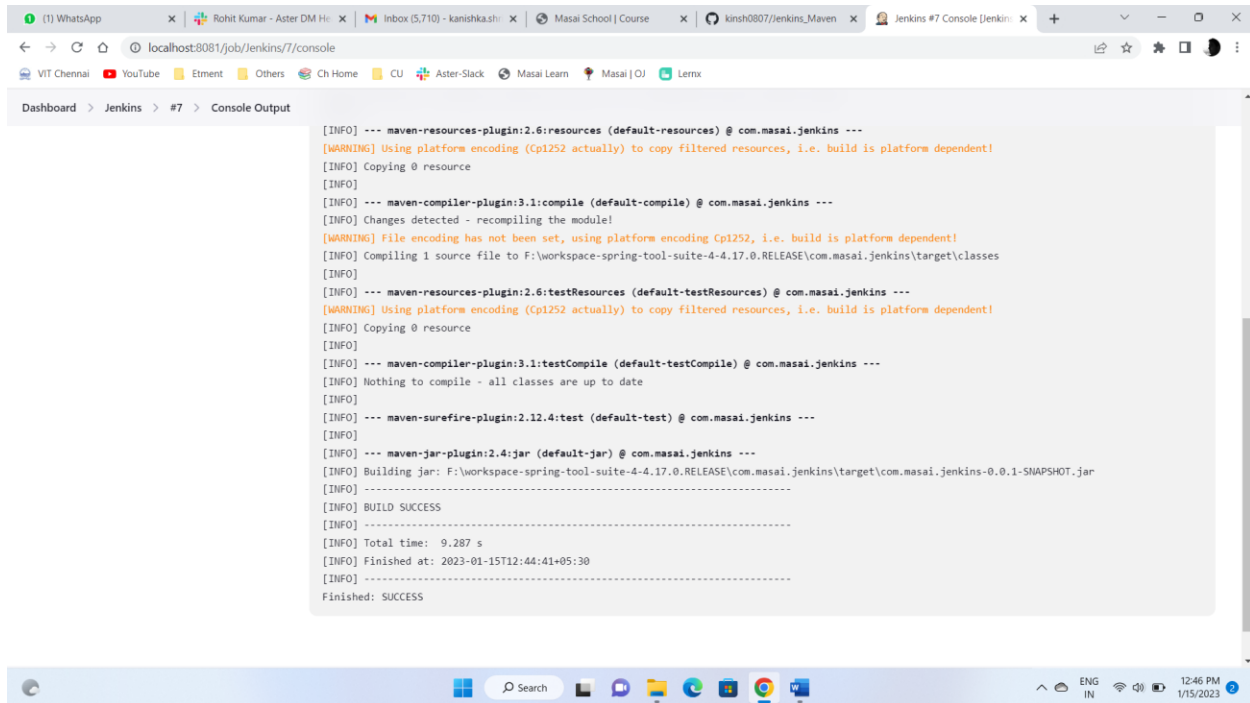 (1) WhatsApp
Rohit Kumar - Aster DM He
Inbox (5,710) - kanishka.shr
Masai School | Course
kinsh0807/Jenkins_Maven
Jenkins #7 Console [Jenkins
localhost:8081/job/Jenkins/7/console
VIT Chennai
YouTube
Etment
Others
Ch Home
CU
Aster-Slack
Masai Learn
Masai | OJ
Lernx
Dashboard > Jenkins > #7 > Console Output
[INFO] --- maven-resources-plugin:2.6:resources (default-resources) @ com.masai.jenkins ---
[WARNING] Using platform encoding (Cp1252 actually) to copy filtered resources, i.e. build is platform dependent!
[INFO] Copying 0 resource
[INFO]
[INFO] --- maven-compiler-plugin:3.1:compile (default-compile) @ com.masai.jenkins ---
[INFO] Changes detected - recompiling the module!
[WARNING] File encoding has not been set, using platform encoding Cp1252, i.e. build is platform dependent!
[INFO] Compiling 1 source file to F:\workspace-spring-tool-suite-4-4.17.0.RELEASE\com.masai.jenkins\target\classes
[INFO]
[INFO] --- maven-resources-plugin:2.6:testResources (default-testResources) @ com.masai.jenkins ---
[WARNING] Using platform encoding (Cp1252 actually) to copy filtered resources, i.e. build is platform dependent!
[INFO] Copying 0 resource
[INFO]
[INFO] --- maven-compiler-plugin:3.1:testCompile (default-testCompile) @ com.masai.jenkins ---
[INFO] Nothing to compile - all classes are up to date
[INFO]
[INFO] --- maven-surefire-plugin:2.12.4:test (default-test) @ com.masai.jenkins ---
[INFO]
[INFO] --- maven-jar-plugin:2.4:jar (default-jar) @ com.masai.jenkins ---
[INFO] Building jar: F:\workspace-spring-tool-suite-4-4.17.0.RELEASE\com.masai.jenkins\target\com.masai.jenkins-0.0.1-SNAPSHOT.jar
[INFO] ------------------------------------------------------------------------
[INFO] BUILD SUCCESS
[INFO] ------------------------------------------------------------------------
[INFO] Total time:  9.287 s
[INFO] Finished at: 2023-01-15T12:44:41+05:30
[INFO] ------------------------------------------------------------------------
Finished: SUCCESS
Search
ENG
IN
12:46 PM
1/15/2023
2